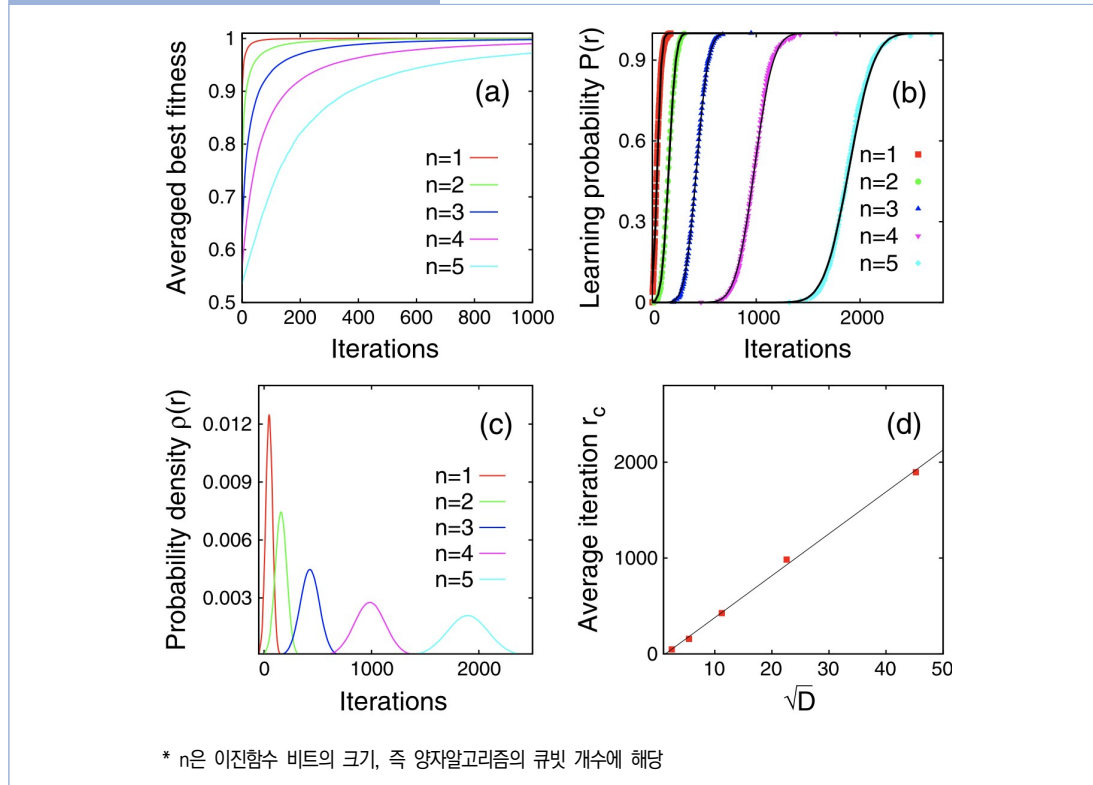 1
0.9
0.8
0.7
0.6
0.5
0
200
400
600
800
1000
Averaged best fitness
Iterations
(a)
n=1
n=2
n=3
n=4
n=5
0.9
0.6
0.3
0
0
1000
2000
Learning probability P(r)
Iterations
(b)
n=1
n=2
n=3
n=4
n=5
0.012
0.009
0.006
0.003
0
1000
2000
Probability density ρ(r)
Iterations
(c)
n=1
n=2
n=3
n=4
n=5
2000
1000
0
10
20
30
40
50
Average iteration rc
√D
(d)
* n은 이진함수 비트의 크기, 즉 양자알고리즘의 큐빗 개수에 해당